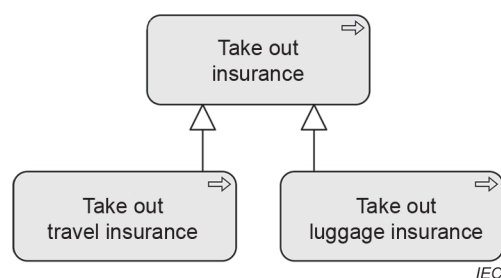 Take out
insurance
Take out
travel insurance
Take out
luggage insurance
IEC